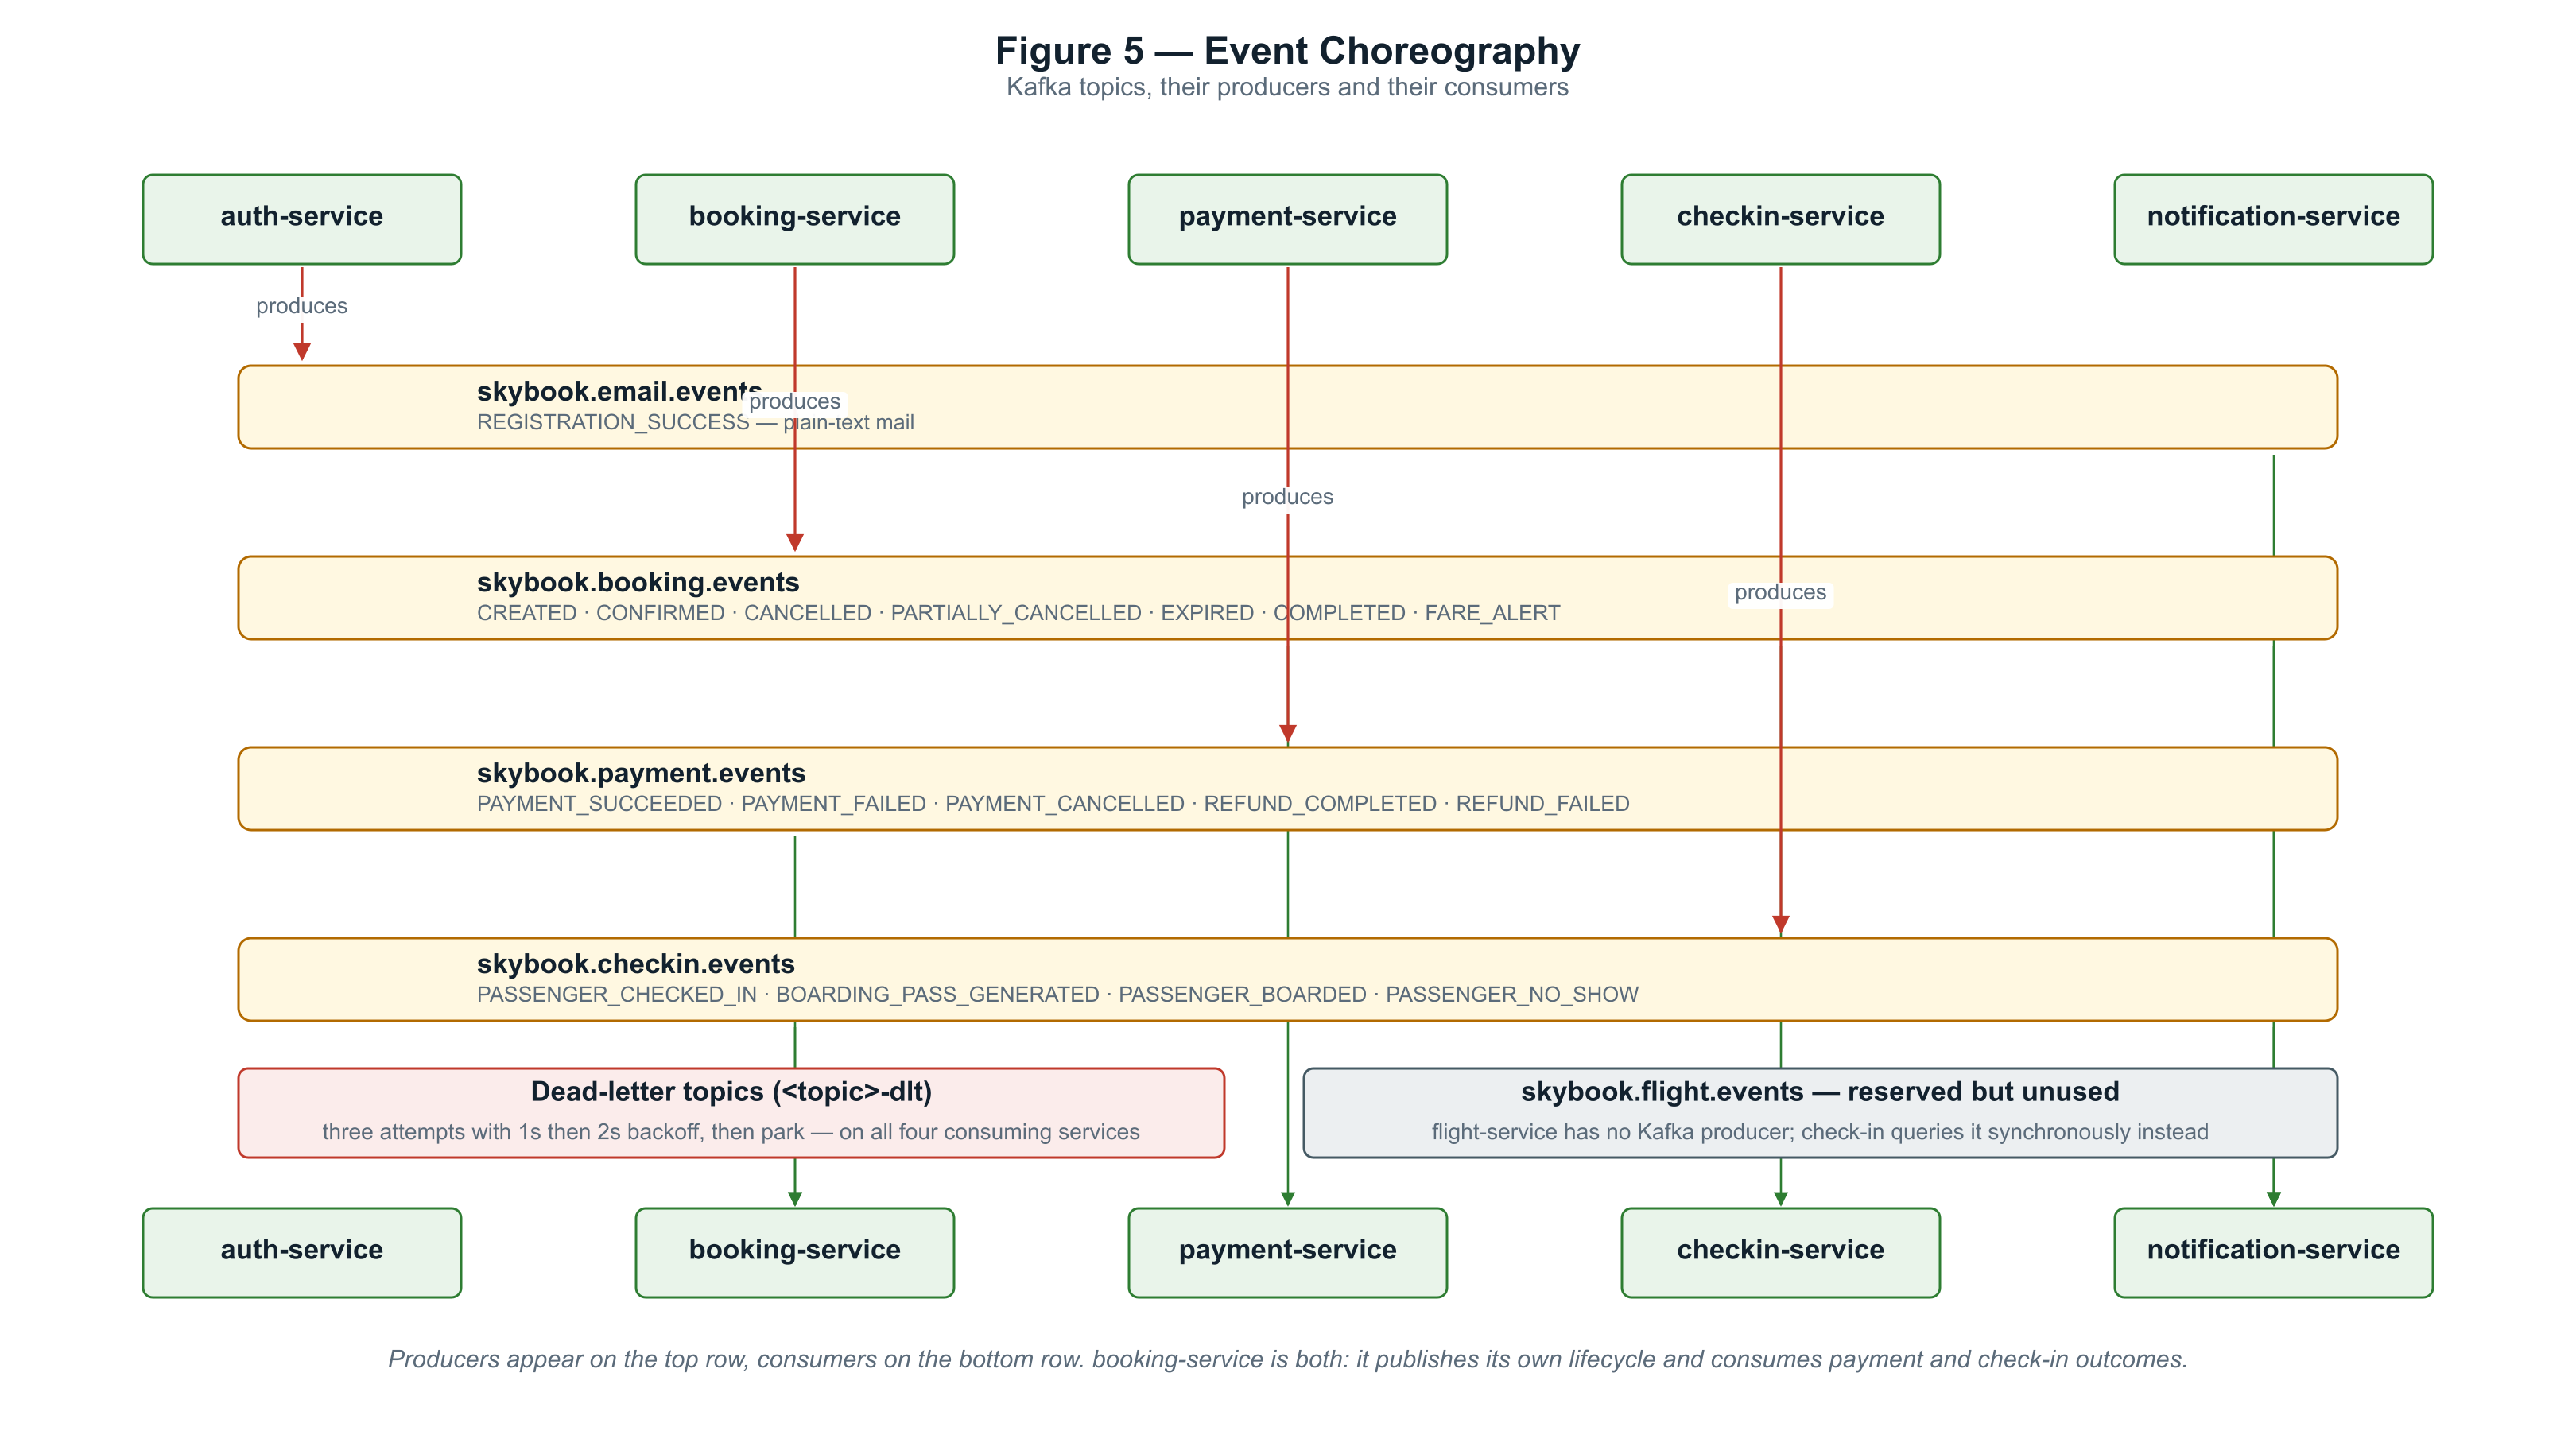 Figure 5 — Event Choreography
Kafka topics, their producers and their consumers
auth-service
booking-service
payment-service
checkin-service
notification-service
produces
skybook.email.events
produces
REGISTRATION_SUCCESS — plain-text mail
produces
skybook.booking.events
produces
CREATED · CONFIRMED · CANCELLED · PARTIALLY_CANCELLED · EXPIRED · COMPLETED · FARE_ALERT
skybook.payment.events
PAYMENT_SUCCEEDED · PAYMENT_FAILED · PAYMENT_CANCELLED · REFUND_COMPLETED · REFUND_FAILED
skybook.checkin.events
PASSENGER_CHECKED_IN · BOARDING_PASS_GENERATED · PASSENGER_BOARDED · PASSENGER_NO_SHOW
Dead-letter topics (<topic>-dlt)
three attempts with 1s then 2s backoff, then park — on all four consuming services
skybook.flight.events — reserved but unused
flight-service has no Kafka producer; check-in queries it synchronously instead
auth-service
booking-service
payment-service
checkin-service
notification-service
Producers appear on the top row, consumers on the bottom row. booking-service is both: it publishes its own lifecycle and consumes payment and check-in outcomes.